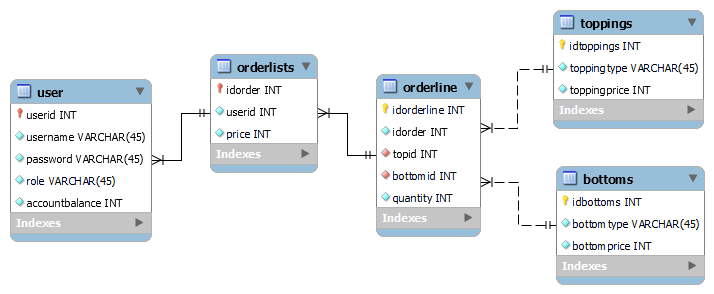 user
userid INT
username VARCHAR(45)
password VARCHAR(45)
role VARCHAR(45)
accountbalance INT
Indexes
orderlists
idorder INT
userid INT
price INT
Indexes
orderline
idorderline INT
idorder INT
topid INT
bottomid INT
quantity INT
Indexes
toppings
idtoppings INT
toppingtype VARCHAR(45)
toppingprice INT
Indexes
bottoms
idbottoms INT
bottomtype VARCHAR(45)
bottomprice INT
Indexes